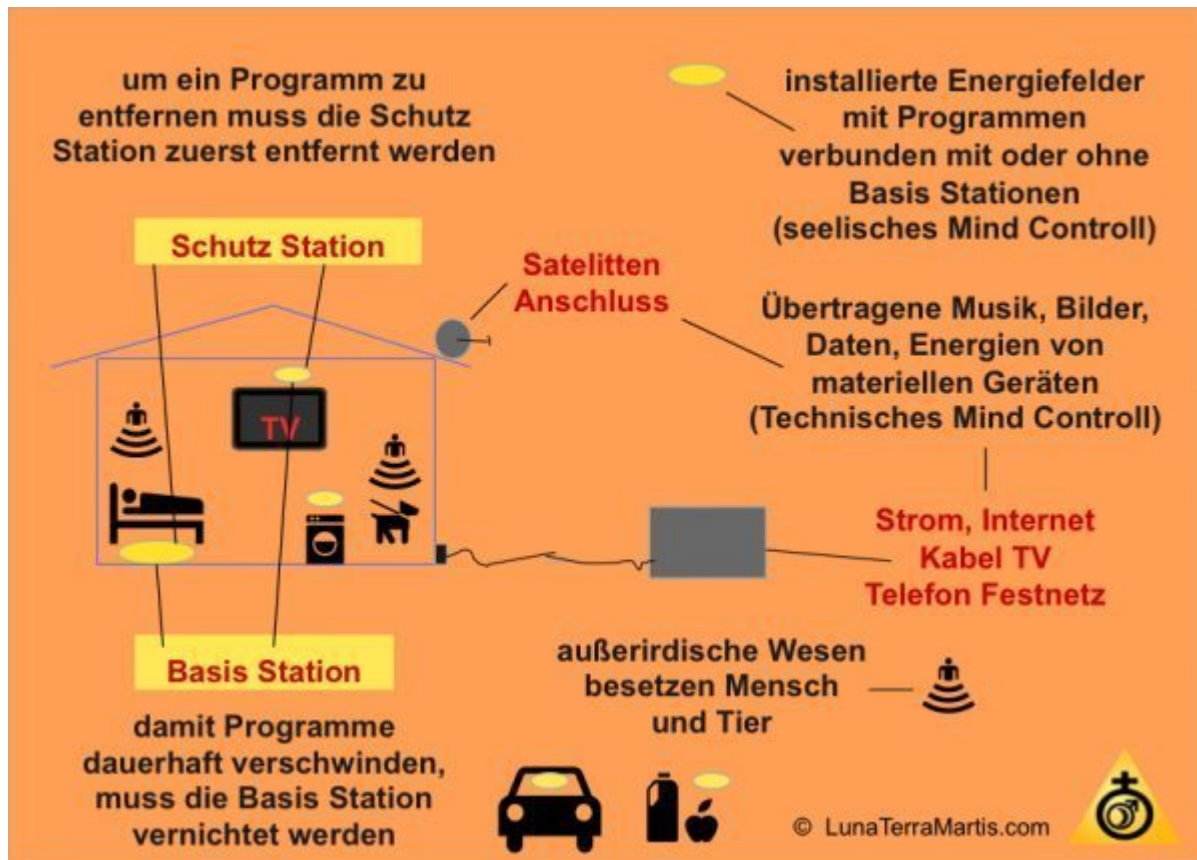 um ein Programm zu
entfernen muss die Schutz
Station zuerst entfernt werden
installierte Energiefelder
mit Programmen
verbunden mit oder ohne
Basis Stationen
(seelisches Mind Controll)
Schutz Station
Satelitten
Anschluss
Übertragene Musik, Bilder,
Daten, Energien von
materiellen Geräten
(Technisches Mind Controll)
TV
Strom, Internet
Kabel TV
Telefon Festnetz
Basis Station
damit Programme
dauerhaft verschwinden,
muss die Basis Station
vernichtet werden
außerirdische Wesen
besetzen Mensch
und Tier
© LunaTerraMartis.com